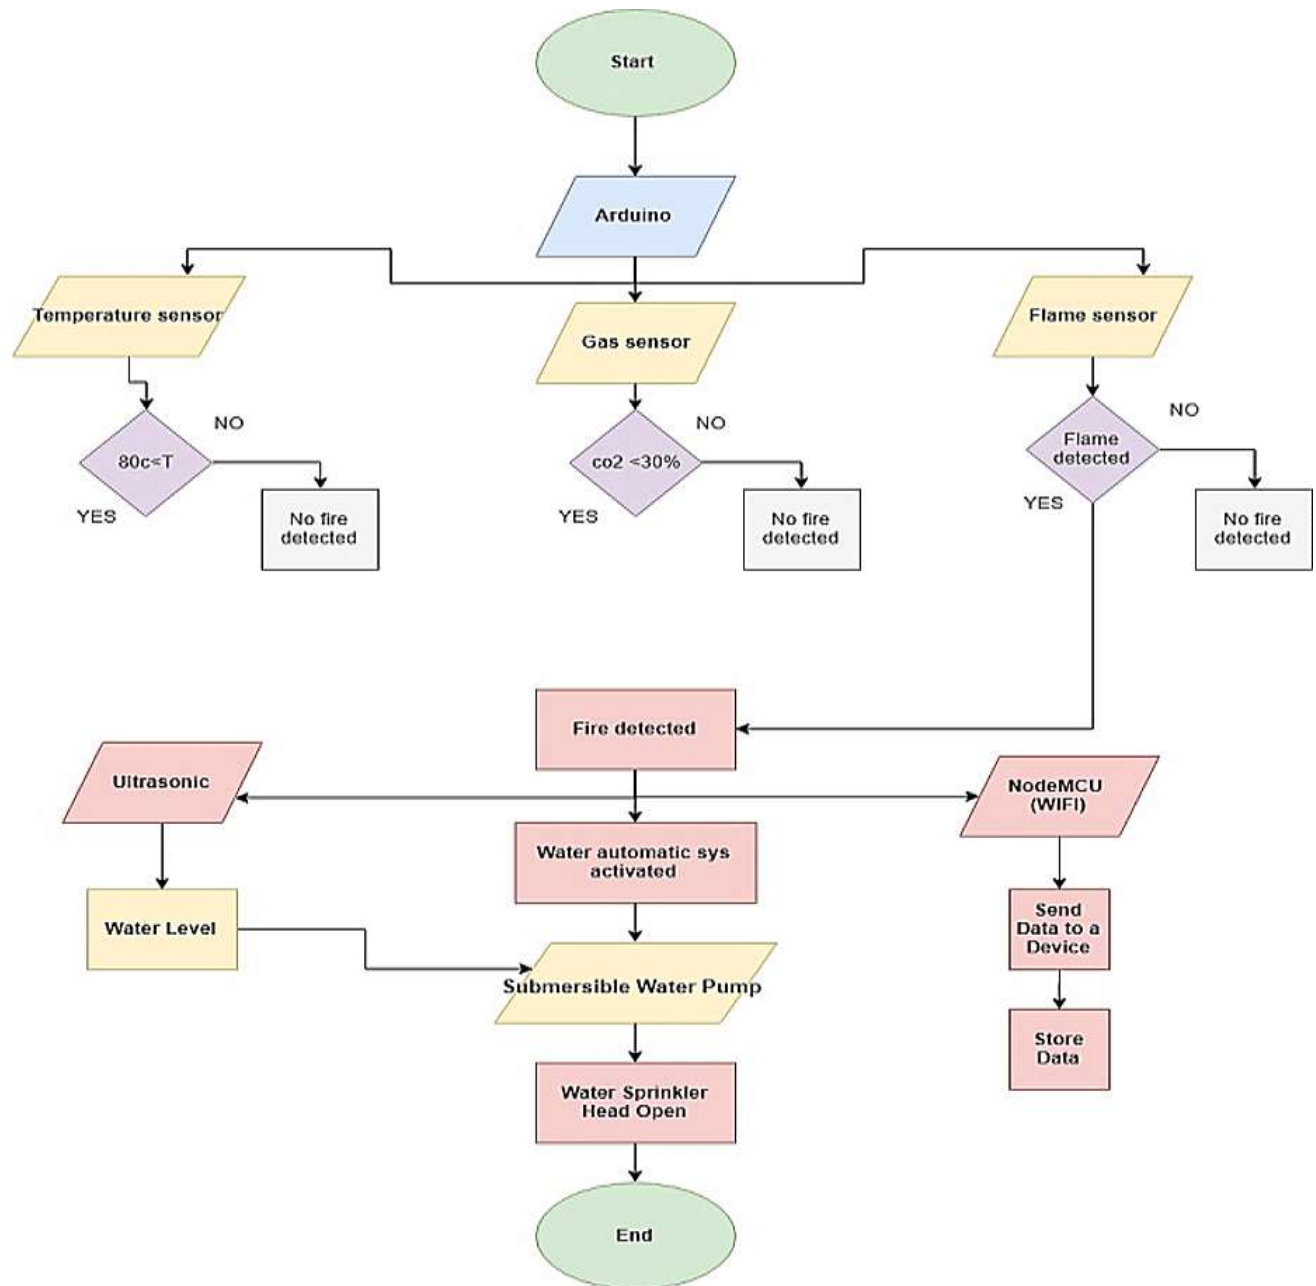 Start
Arduino
Temperature sensor
Gas sensor
Flame sensor
80c<T
NO
YES
No fire
detected
co2 <30%
NO
YES
No fire
detected
Flame
detected
NO
YES
No fire
detected
Fire detected
Ultrasonic
NodeMCU
(WIFI)
Water automatic sys
activated
Water Level
Send
Data to a
Device
Submersible Water Pump
Store
Data
Water Sprinkler
Head Open
End